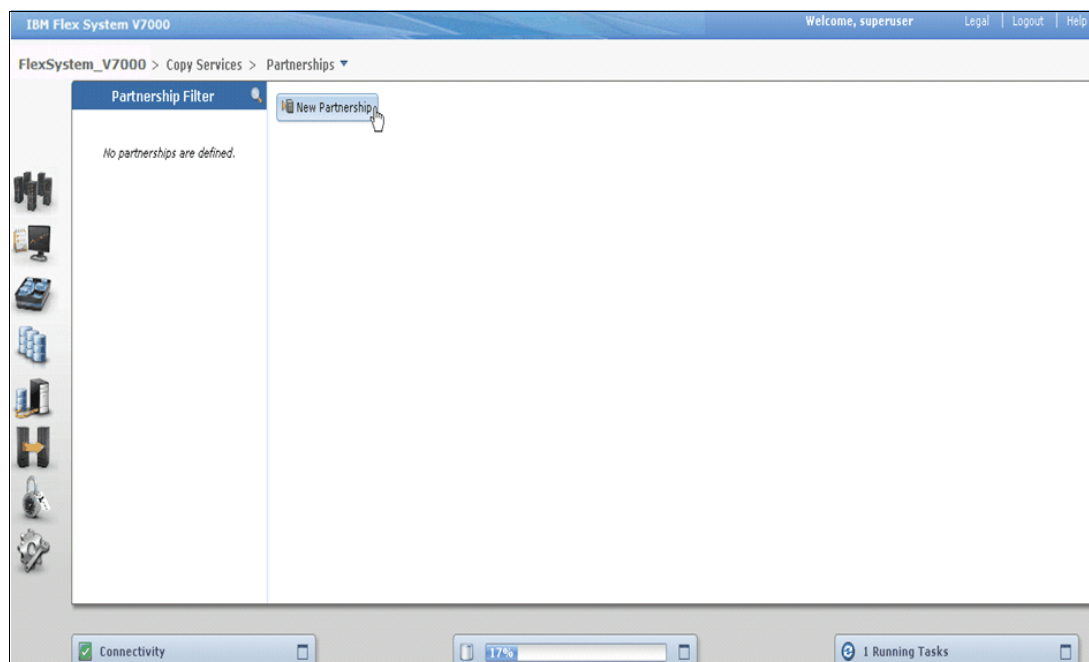 IBM Flex System V7000
Welcome, superuser Legal | Logout | Help
FlexSystem_V7000 > Copy Services > Partnerships
Partnership Filter
New Partnership
No partnerships are defined.
Connectivity
17%
1 Running Tasks